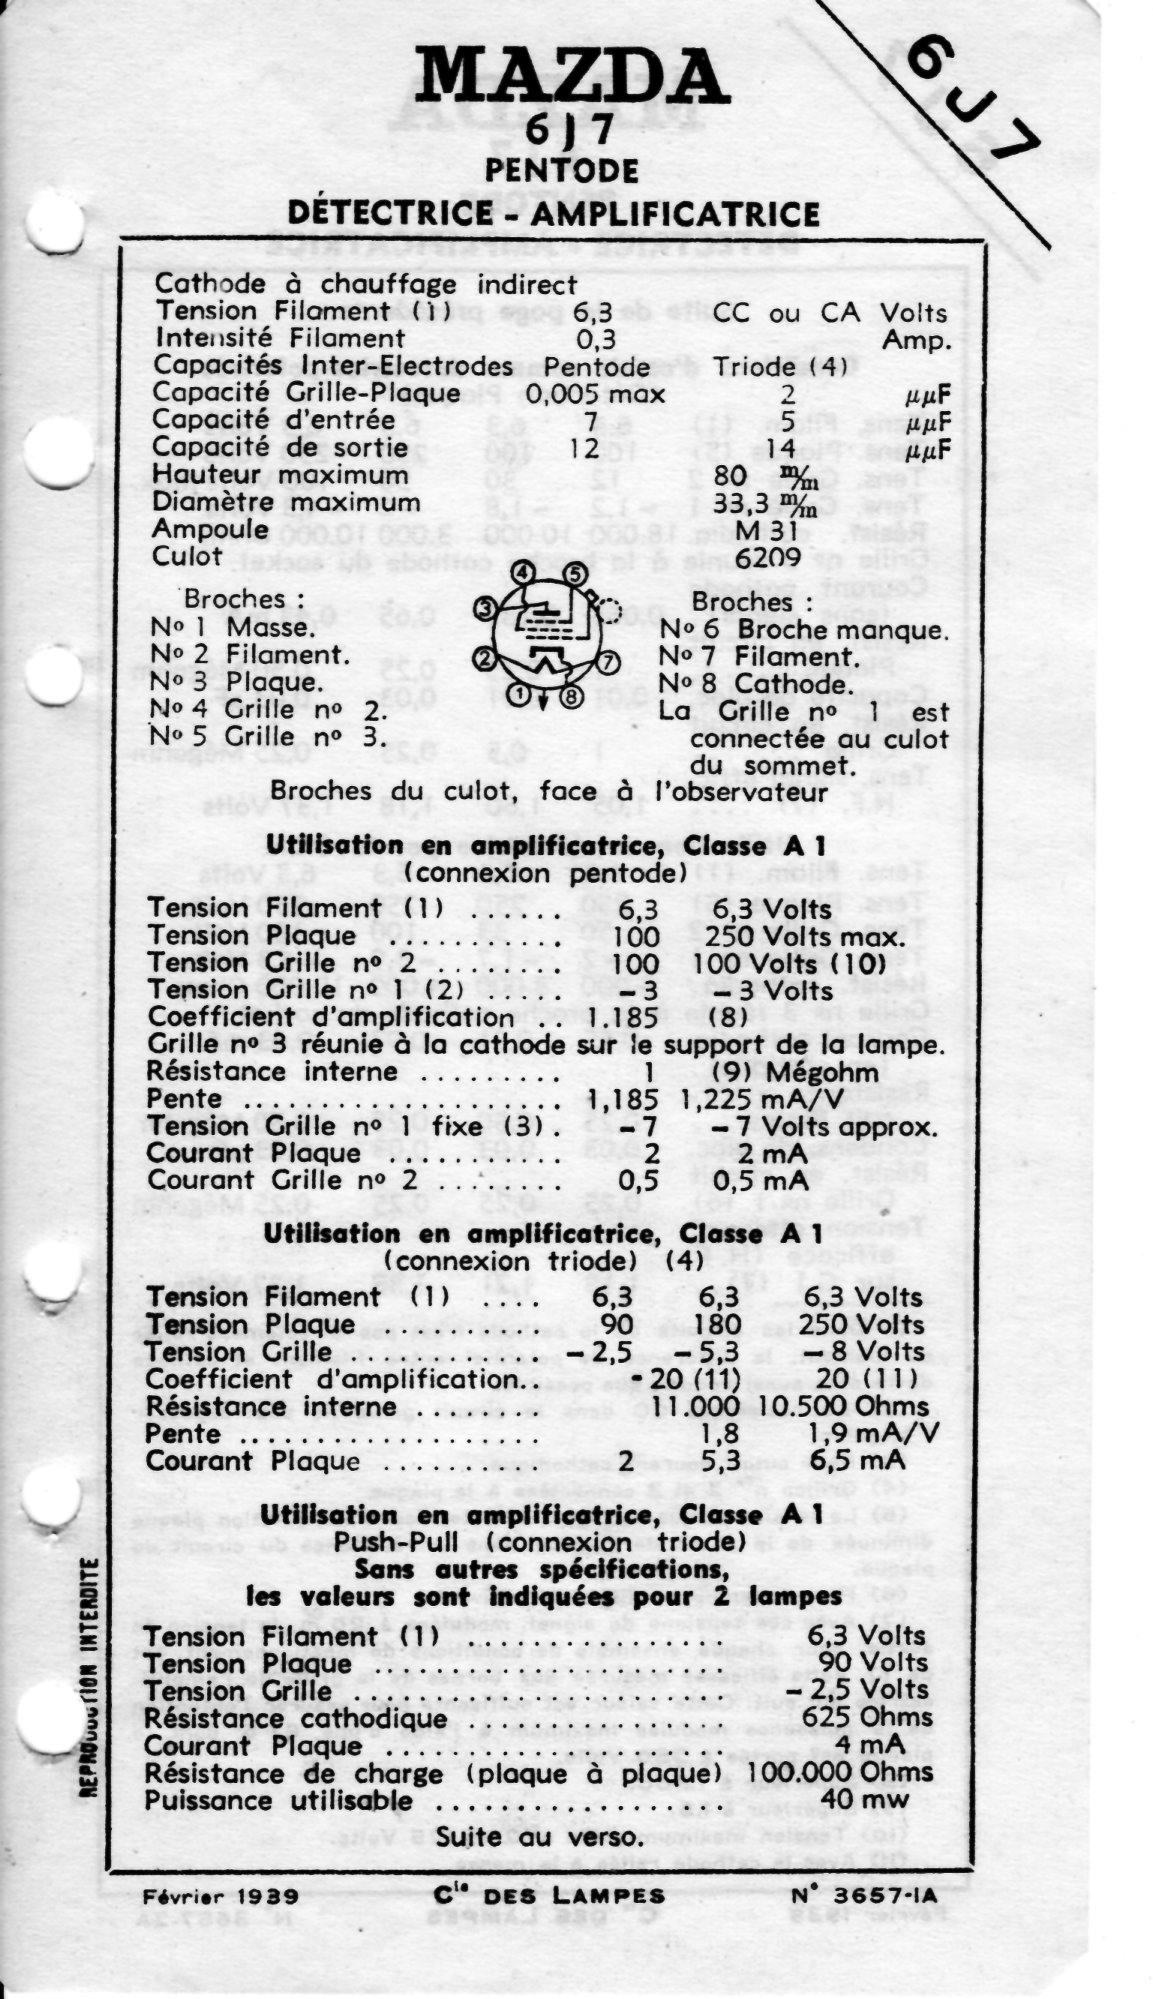 6J7
MAZDA
6J7
PENTODE
DÉTECTRICE - AMPLIFICATRICE
Cathode à chauffage indirect
Tension Filament (1) 6,3 CC ou CA Volts
Intensité Filament 0,3 Amp.
Capacités Inter-Electrodes Pentode Triode (4)
Capacité Grille-Plaque 0,005 max 2 µµF
Capacité d'entrée 7 5 µµF
Capacité de sortie 12 14 µµF
Hauteur maximum 80 m/m
Diamètre maximum 33,3 m/m
Ampoule M 31
Culot 6209
Broches :
Nº 1 Masse.
Nº 2 Filament.
Nº 3 Plaque.
Nº 4 Grille nº 2.
Nº 5 Grille nº 3.
4 5
3
2 7
1 8
Broches :
Nº 6 Broche manque.
Nº 7 Filament.
Nº 8 Cathode.
La Grille nº 1 est
connectée au culot
du sommet.
Broches du culot, face à l'observateur
Utilisation en amplificatrice, Classe A 1
(connexion pentode)
Tension Filament (1) ...... 6,3 6,3 Volts
Tension Plaque ........... 100 250 Volts max.
Tension Grille nº 2 ........ 100 100 Volts (10)
Tension Grille nº 1 (2) ..... – 3 – 3 Volts
Coefficient d'amplification .. 1.185 (8)
Grille nº 3 réunie à la cathode sur le support de la lampe.
Résistance interne ......... 1 (9) Mégohm
Pente .................... 1,185 1,225 mA/V
Tension Grille nº 1 fixe (3) . –7 – 7 Volts approx.
Courant Plaque ........... 2 2 mA
Courant Grille nº 2 ........ 0,5 0,5 mA
Utilisation en amplificatrice, Classe A 1
(connexion triode) (4)
Tension Filament (1) .... 6,3 6,3 6,3 Volts
Tension Plaque .......... 90 180 250 Volts
Tension Grille ............ – 2,5 – 5,3 – 8 Volts
Coefficient d'amplification.. 20 (11) 20 (11)
Résistance interne ........ 11.000 10.500 Ohms
Pente ................... 1,8 1,9 mA/V
Courant Plaque .......... 2 5,3 6,5 mA
Utilisation en amplificatrice, Classe A 1
Push-Pull (connexion triode)
Sans autres spécifications,
les valeurs sont indiquées pour 2 lampes
Tension Filament (1) ................ 6,3 Volts
Tension Plaque ...................... 90 Volts
Tension Grille ....................... – 2,5 Volts
Résistance cathodique ............... 625 Ohms
Courant Plaque ..................... 4 mA
Résistance de charge (plaque à plaque) 100.000 Ohms
Puissance utilisable ................. 40 mw
Suite au verso.
REPRODUCTION INTERDITE
Février 1939 Cie DES LAMPES N° 3657-1A